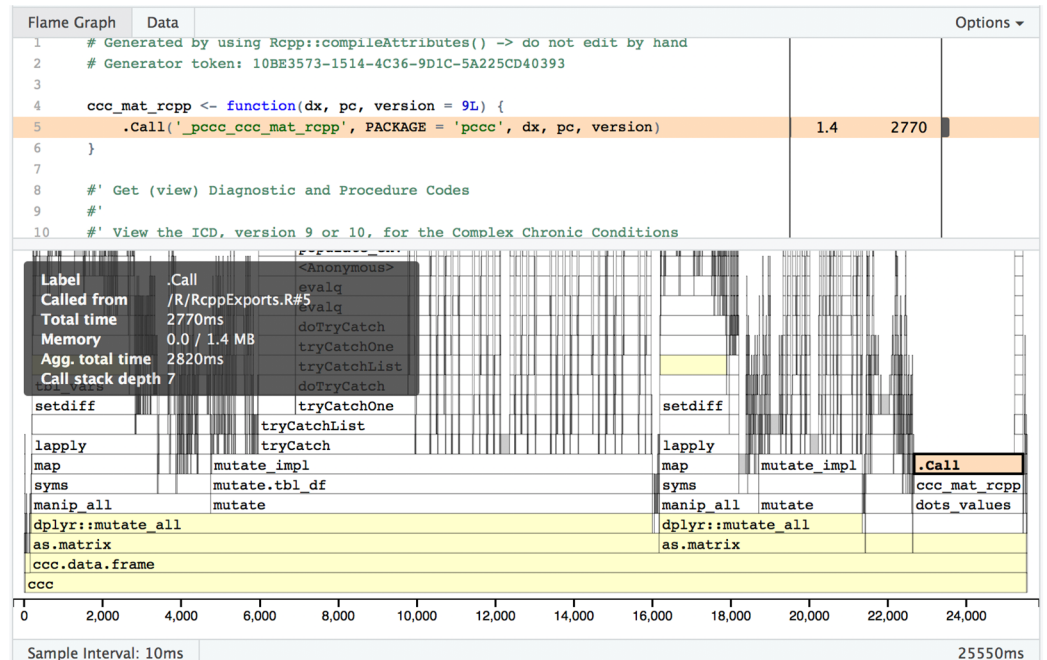 Flame Graph Data Options
1 # Generated by using Rcpp::compileAttributes() -> do not edit by hand
2 # Generator token: 10BE3573-1514-4C36-9D1C-5A225CD40393
3
4 ccc_mat_rcpp <- function(dx, pc, version = 9L) {
5 .Call('_pccc_ccc_mat_rcpp', PACKAGE = 'pccc', dx, pc, version) 1.4 2770
6 }
7
8 #' Get (view) Diagnostic and Procedure Codes
9 #'
10 #' View the ICD, version 9 or 10, for the Complex Chronic Conditions
<Anonymous>
Label .Call
evalq
Called from /R/RcppExports.R#5
evalq
Total time 2770ms
doTryCatch
Memory 0.0 / 1.4 MB
tryCatchOne
Agg. total time 2820ms
tryCatchList
Call stack depth 7
tbl_vars doTryCatch
setdiff tryCatchOne setdiff
tryCatchList
lapply tryCatch lapply
map mutate_impl map mutate_impl .Call
syms mutate.tbl_df syms ccc_mat_rcpp
manip_all mutate manip_all mutate dots_values
dplyr::mutate_all dplyr::mutate_all
as.matrix as.matrix
ccc.data.frame
ccc
0 2,000 4,000 6,000 8,000 10,000 12,000 14,000 16,000 18,000 20,000 22,000 24,000
Sample Interval: 10ms 25550ms